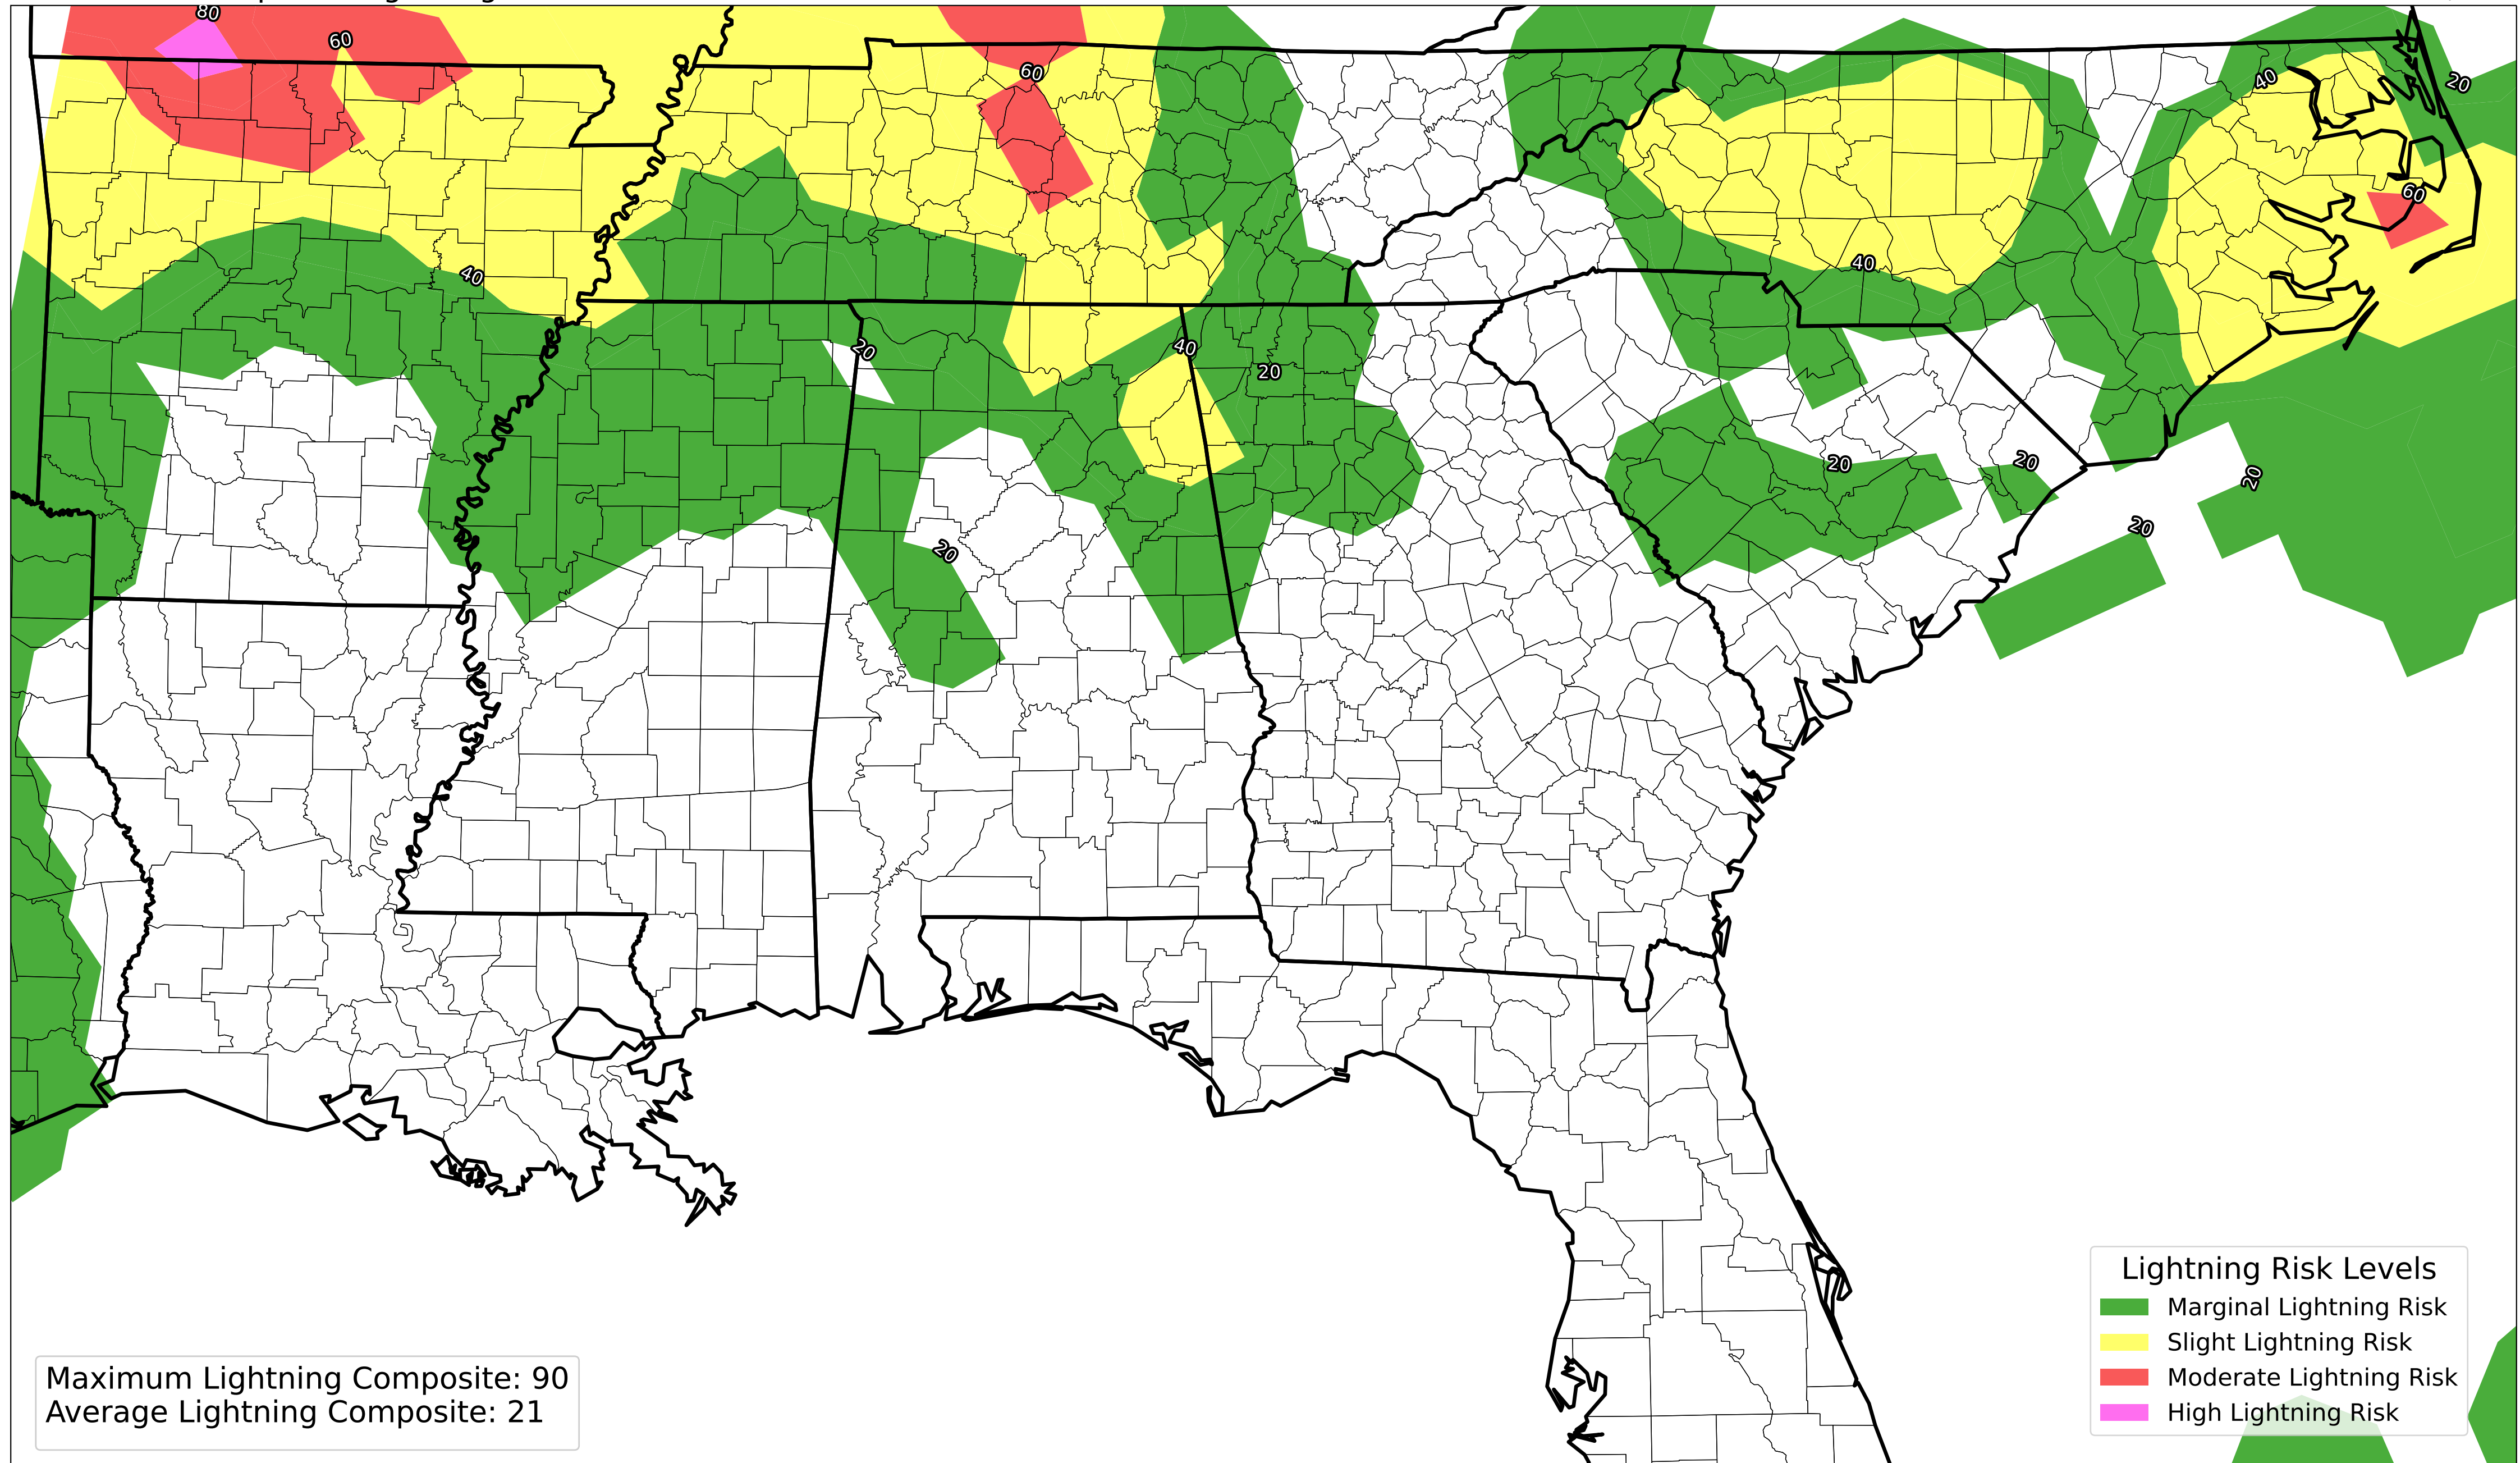 80
60
60
40
20
60
40
40
20
40
20
20
20
20
20
20
Lightning Risk Levels
Marginal Lightning Risk
Slight Lightning Risk
Moderate Lightning Risk
High Lightning Risk
Maximum Lightning Composite: 90
Average Lightning Composite: 21